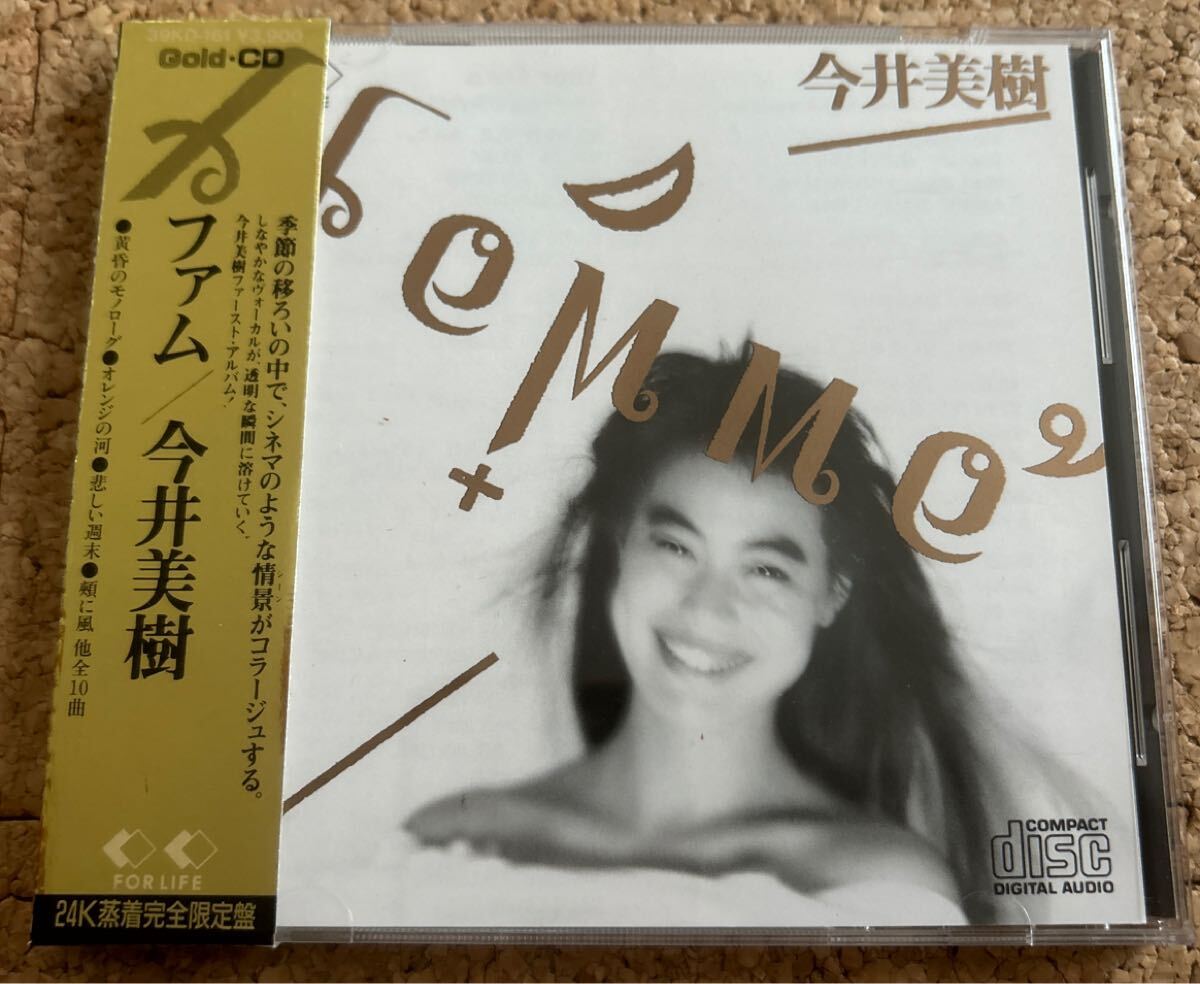 39KD-161 ¥3,900
Gold・CD
ファム／今井美樹
季節の移ろいの中で、シネマのような情景がコラージュする。
シーン
しなやかなヴォーカルが、透明な瞬間に溶けていく、
今井美樹ファースト・アルバム！
●黄昏のモノローグ●オレンジの河●悲しい週末●頬に風 他全10曲
FOR LIFE
24K蒸着完全限定盤
今井美樹
femme
COMPACT
disc
DIGITAL AUDIO